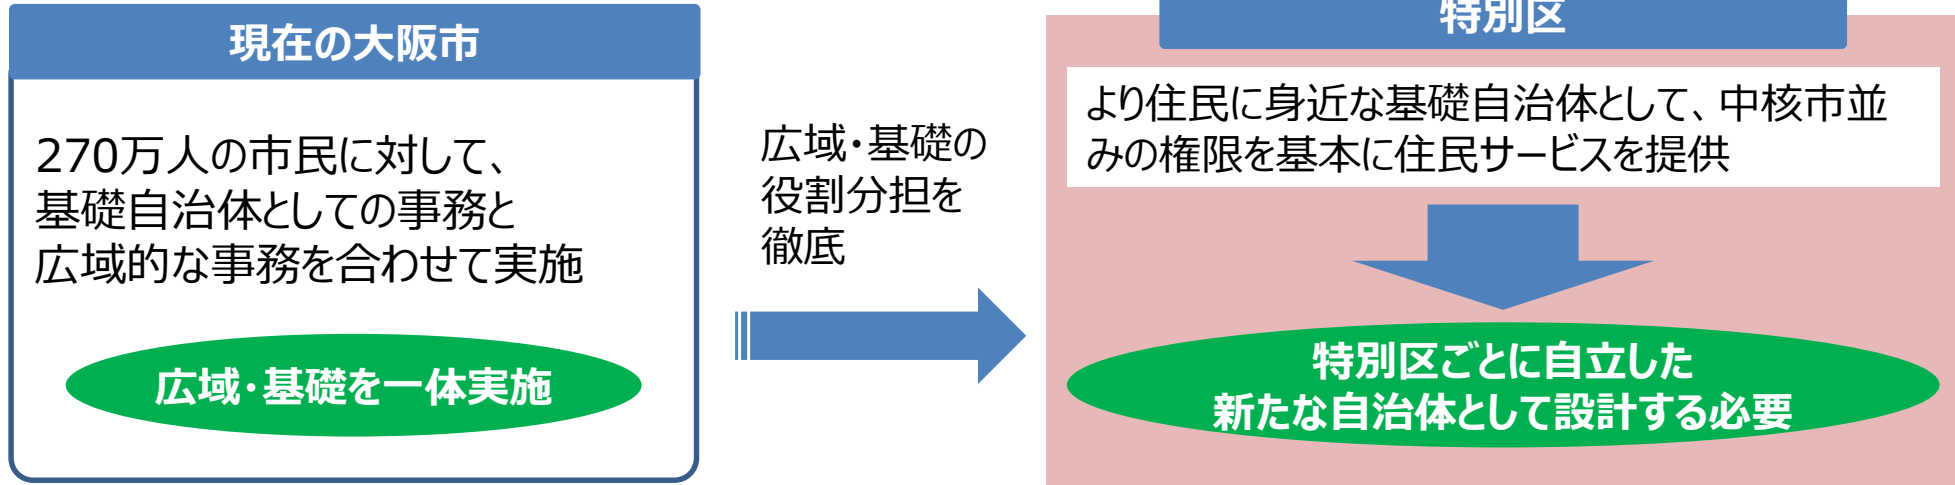 現在の大阪市
270万人の市民に対して、
基礎自治体としての事務と
広域的な事務を合わせて実施
広域・基礎を一体実施
広域・基礎の
役割分担を
徹底
特別区
より住民に身近な基礎自治体として、中核市並
みの権限を基本に住民サービスを提供
特別区ごとに自立した
新たな自治体として設計する必要